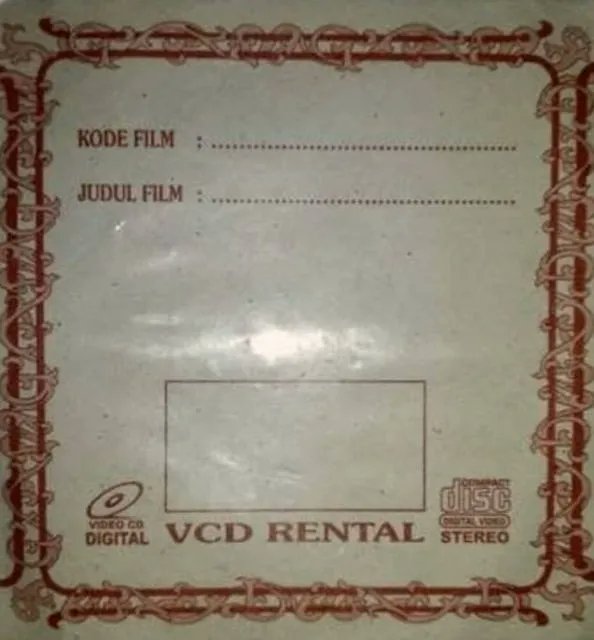 KODE FILM : ..................................................
JUDUL FILM : ..................................................
VIDEO CD
DIGITAL
VCD RENTAL
COMPACT
disc
DIGITAL VIDEO
STEREO